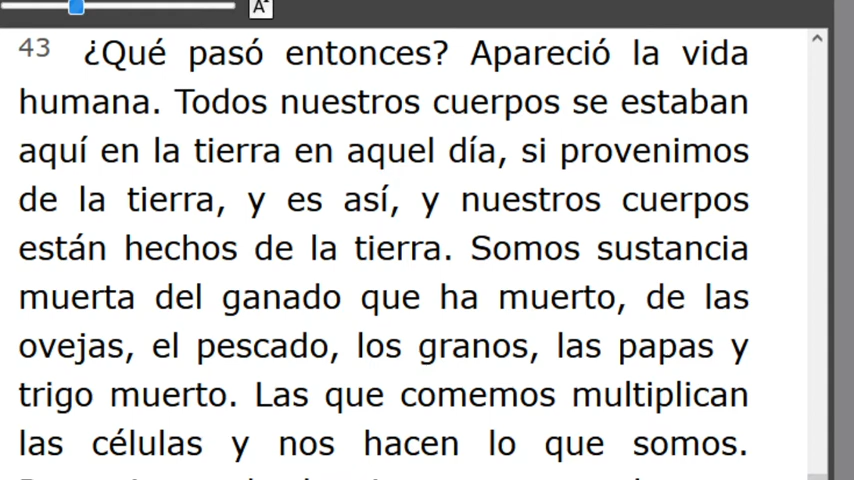 A
43 ¿Qué pasó entonces? Apareció la vida
humana. Todos nuestros cuerpos se estaban
aquí en la tierra en aquel día, si provenimos
de la tierra, y es así, y nuestros cuerpos
están hechos de la tierra. Somos sustancia
muerta del ganado que ha muerto, de las
ovejas, el pescado, los granos, las papas y
trigo muerto. Las que comemos multiplican
las células y nos hacen lo que somos.